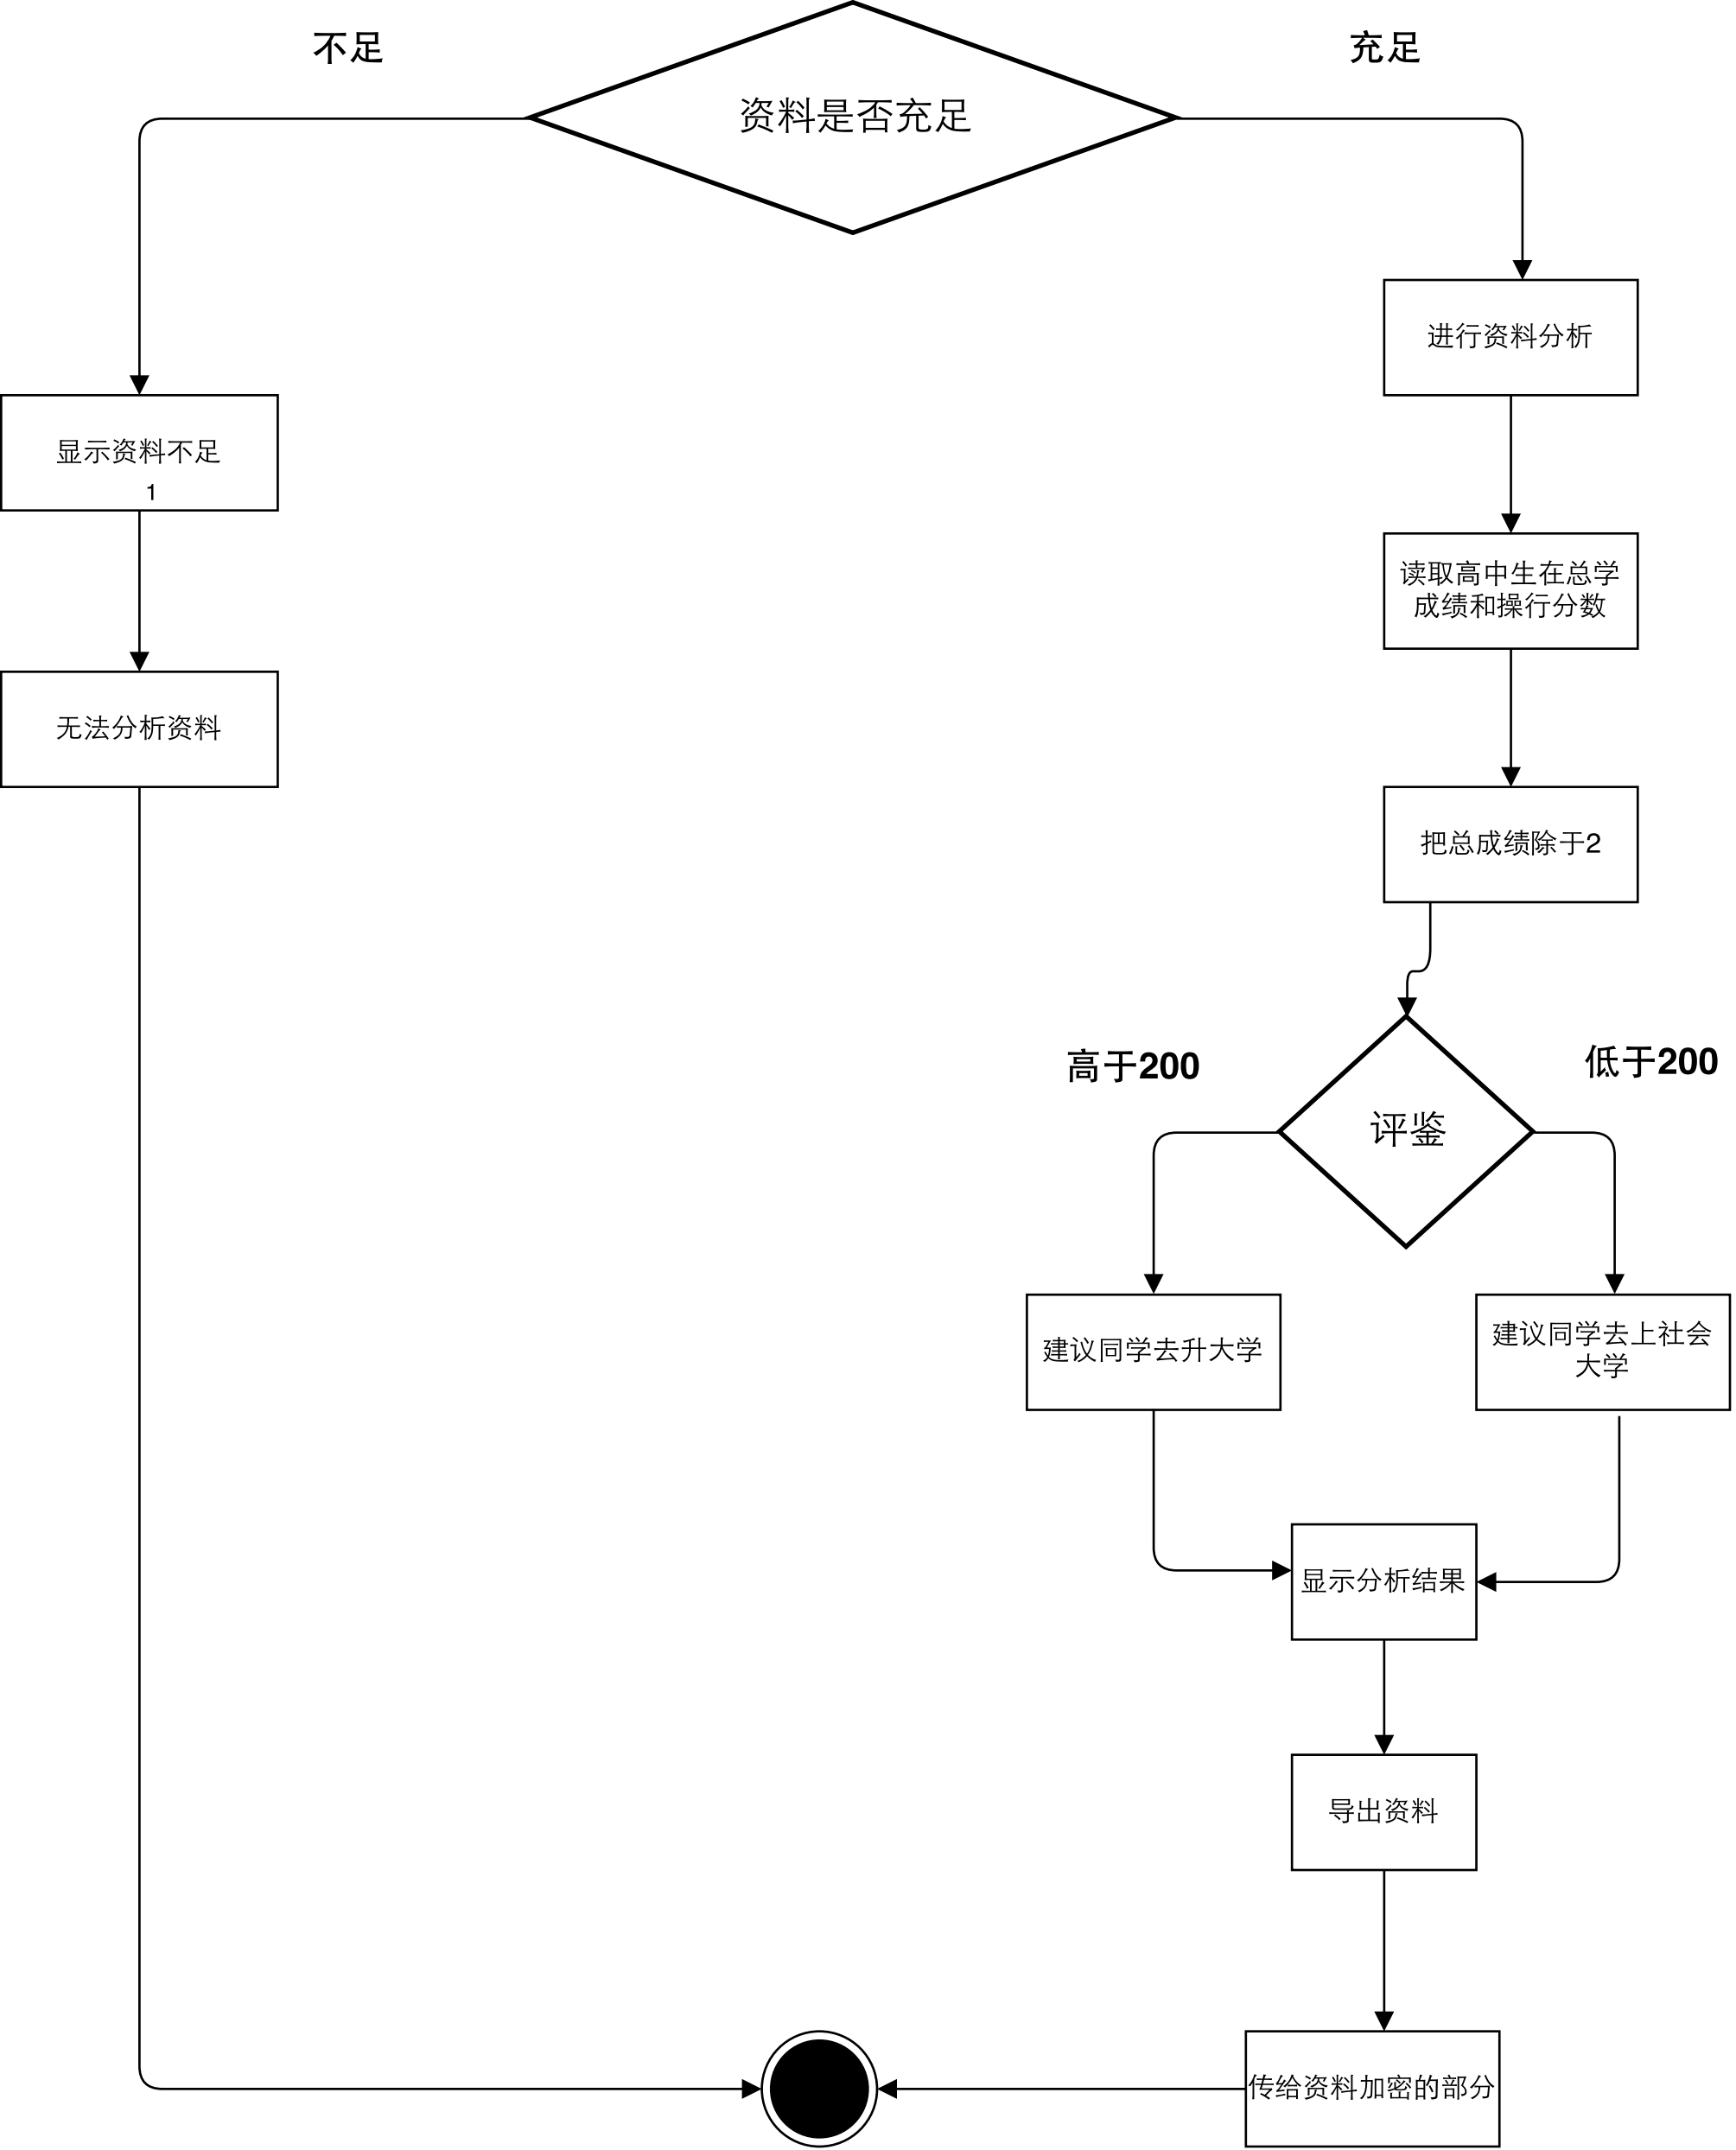 不足
充足
资料是否充足
进行资料分析
显示资料不足
1
读取高中生在总学
成绩和操行分数
无法分析资料
把总成绩除于2
高于200
低于200
评鉴
建议同学去升大学
建议同学去上社会
大学
显示分析结果
导出资料
传给资料加密的部分